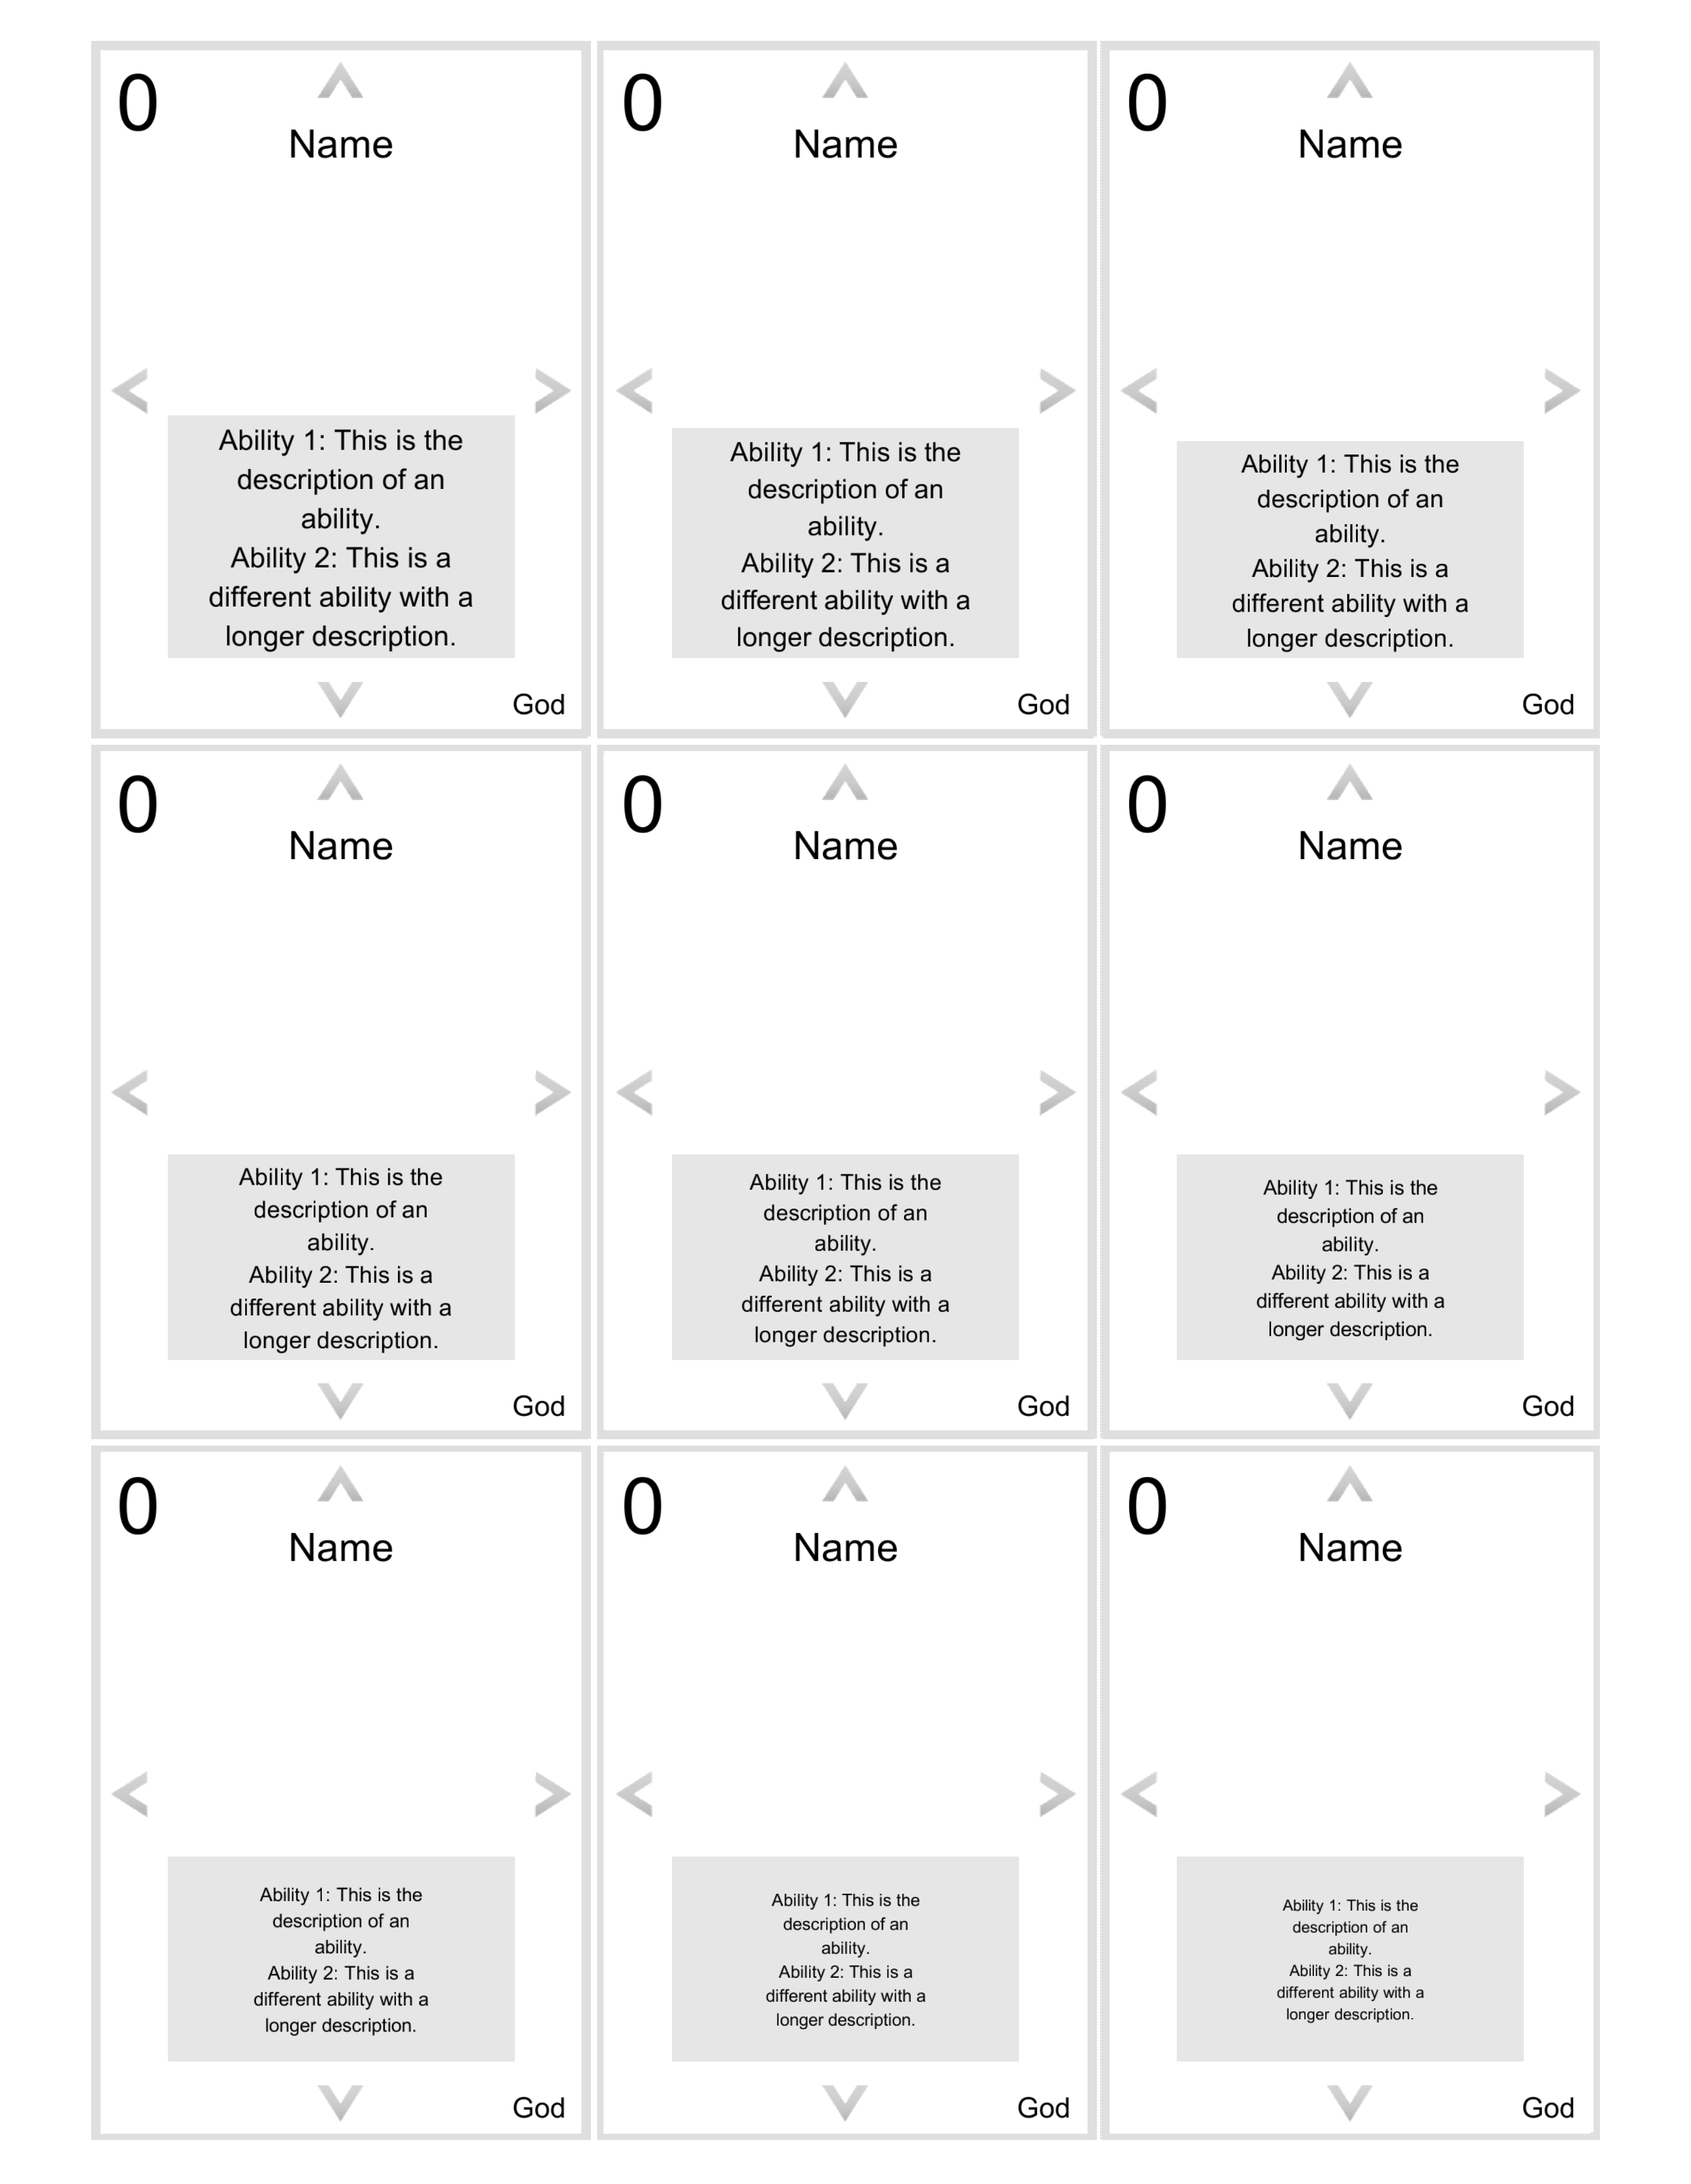 0
Name
Ability 1: This is the
description of an
ability.
Ability 2: This is a
different ability with a
longer description.
God
0
Name
Ability 1: This is the
description of an
ability.
Ability 2: This is a
different ability with a
longer description.
God
0
Name
Ability 1: This is the
description of an
ability.
Ability 2: This is a
different ability with a
longer description.
God
0
Name
Ability 1: This is the
description of an
ability.
Ability 2: This is a
different ability with a
longer description.
God
0
Name
Ability 1: This is the
description of an
ability.
Ability 2: This is a
different ability with a
longer description.
God
0
Name
Ability 1: This is the
description of an
ability.
Ability 2: This is a
different ability with a
longer description.
God
0
Name
Ability 1: This is the
description of an
ability.
Ability 2: This is a
different ability with a
longer description.
God
0
Name
Ability 1: This is the
description of an
ability.
Ability 2: This is a
different ability with a
longer description.
God
0
Name
Ability 1: This is the
description of an
ability.
Ability 2: This is a
different ability with a
longer description.
God